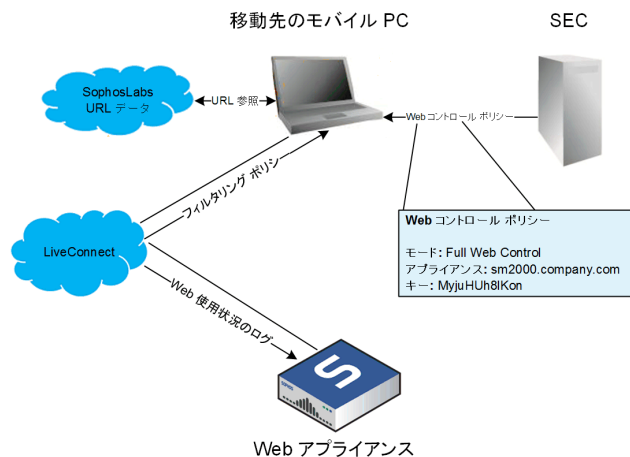 移動先のモバイル PC
SEC
SophosLabs
URL データ
URL 参照
Web コントロール ポリシー
フィルタリング ポリシー
Web コントロール ポリシー
モード: Full Web Control
アプライアンス: sm2000.company.com
キー: MyjuHUh8IKon
LiveConnect
Web 使用状況のログ
S
Web アプライアンス